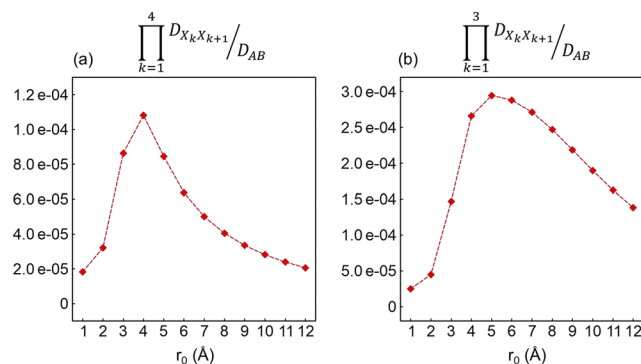 4
∏ D_{X_k X_{k+1}} / D_{AB}
k=1
3
∏ D_{X_k X_{k+1}} / D_{AB}
k=1
(a)
1.2 e-04
1.0 e-04
8.0 e-05
6.0 e-05
4.0 e-05
2.0 e-05
0
1 2 3 4 5 6 7 8 9 10 11 12
r₀ (Å)
(b)
3.0 e-04
2.5 e-04
2.0 e-04
1.5 e-04
1.0 e-04
5.0 e-05
0
1 2 3 4 5 6 7 8 9 10 11 12
r₀ (Å)